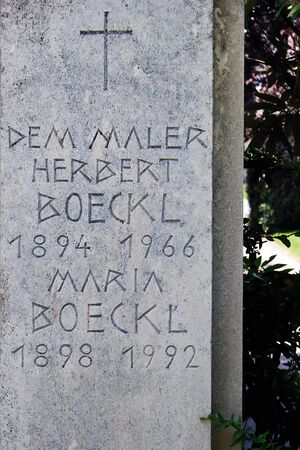 DEM MALER
HERBERT
BOECKL
1894 1966
MARIA
BOECKL
1898 1992